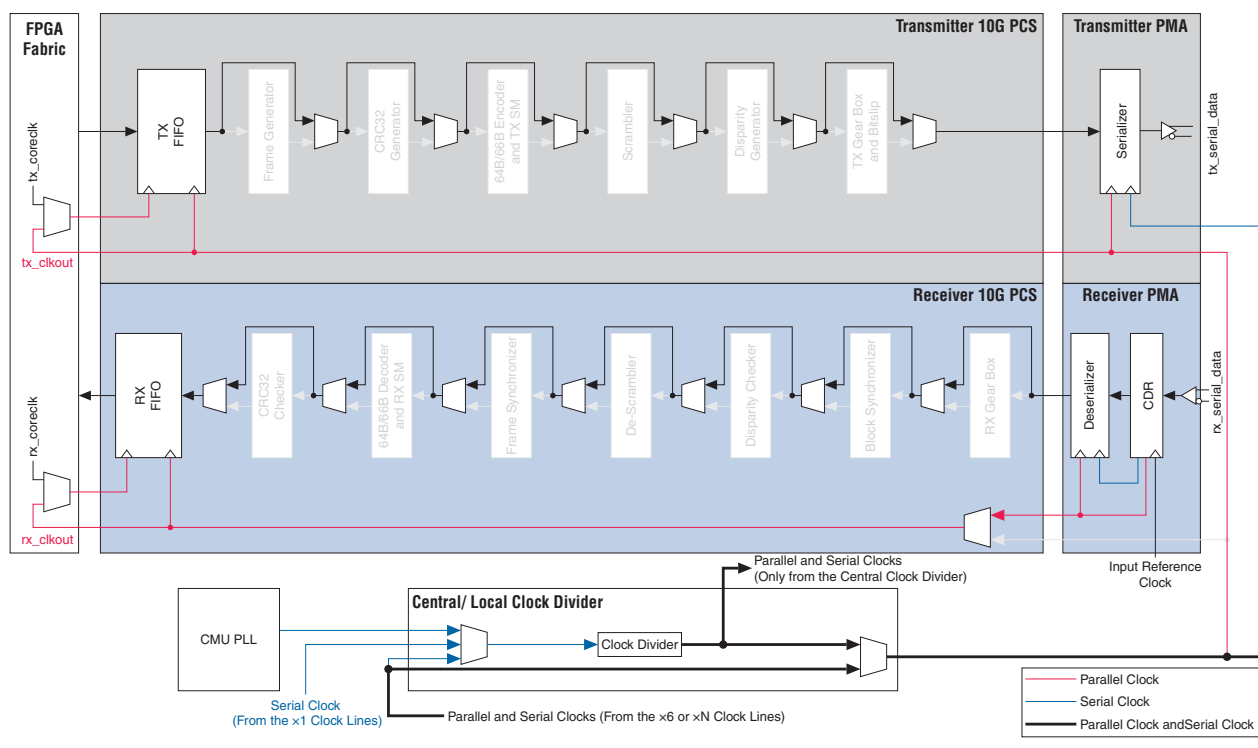 FPGA
Fabric
Transmitter 10G PCS
Transmitter PMA
tx_coreclk
TX
FIFO
Frame Generator
CRC32
Generator
64B/66B Encoder
and TX SM
Scrambler
Disparity
Generator
TX Gear Box
and Bitslip
Serializer
tx_serial_data
tx_clkout
Receiver 10G PCS
Receiver PMA
rx_coreclk
RX
FIFO
CRC32
Checker
64B/66B Decoder
and RX SM
Frame Synchronizer
De-Scrambler
Disparity Checker
Block Synchronizer
RX Gear Box
Deserializer
CDR
rx_serial_data
rx_clkout
Input Reference
Clock
Parallel and Serial Clocks
(Only from the Central Clock Divider)
Central/ Local Clock Divider
CMU PLL
Clock Divider
Serial Clock
(From the ×1 Clock Lines)
Parallel and Serial Clocks (From the ×6 or ×N Clock Lines)
Parallel Clock
Serial Clock
Parallel Clock andSerial Clock